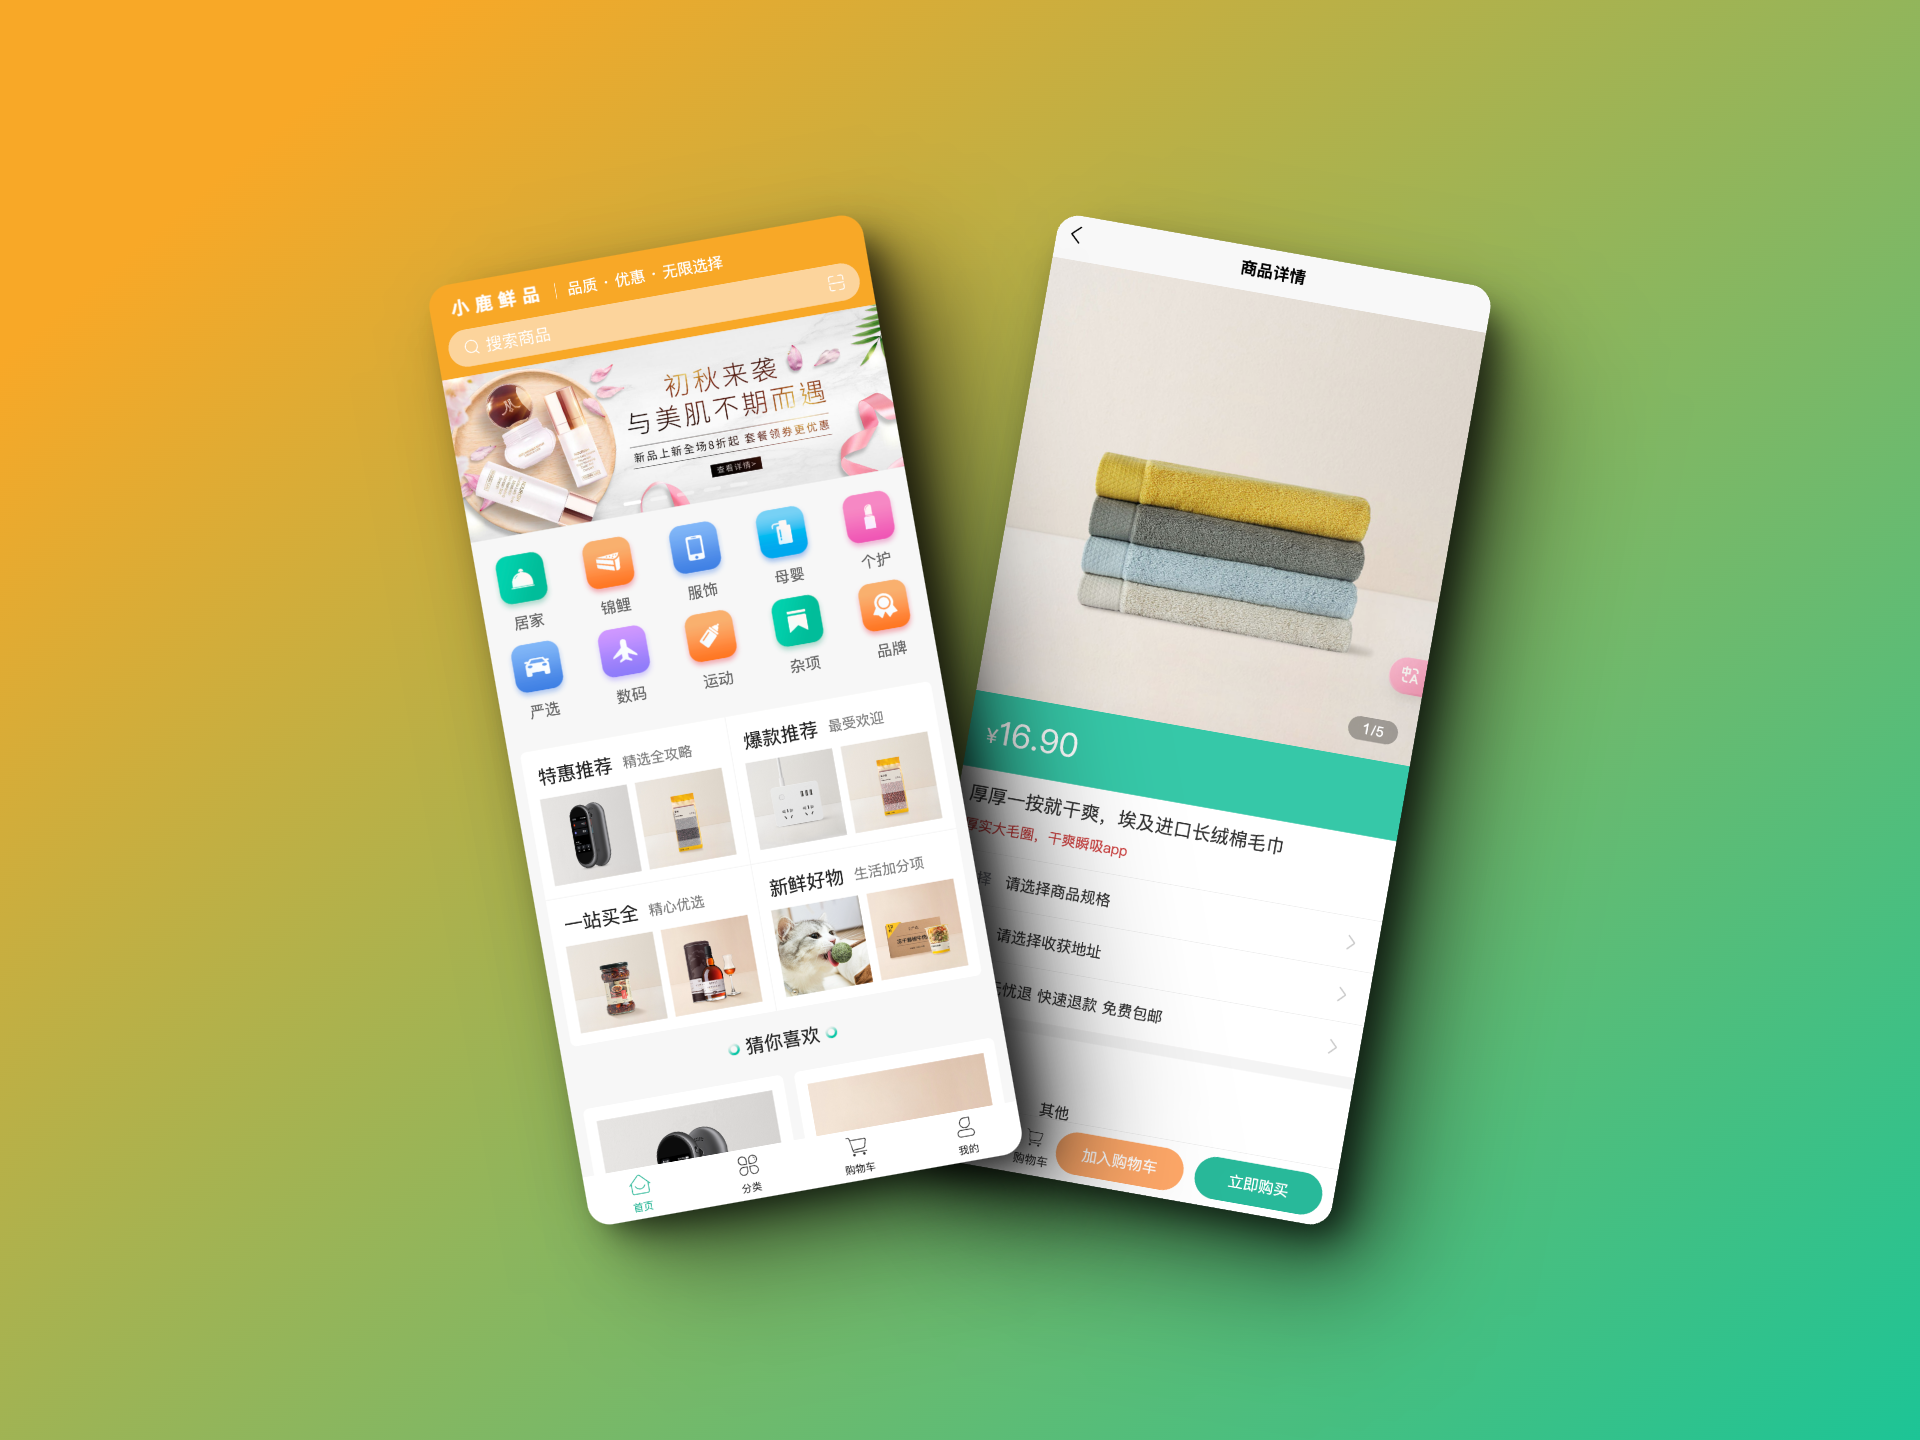 小鹿鲜品 | 品质 · 优惠 · 无限选择
搜索商品
初秋来袭
与美肌不期而遇
新品上新全场8折起 套餐领券更优惠
查看详情>
居家 锦鲤 服饰 母婴 个护
严选 数码 运动 杂项 品牌
特惠推荐 精选全攻略
爆款推荐 最受欢迎
一站买全 精心优选
新鲜好物 生活加分项
猜你喜欢
首页 分类 购物车 我的
商品详情
中 A
1/5
¥16.90
厚厚一按就干爽，埃及进口长绒棉毛巾
厚实大毛圈，干爽瞬吸app
择 请选择商品规格
请选择收获地址
无忧退 快速退款 免费包邮
其他
购物车 加入购物车 立即购买